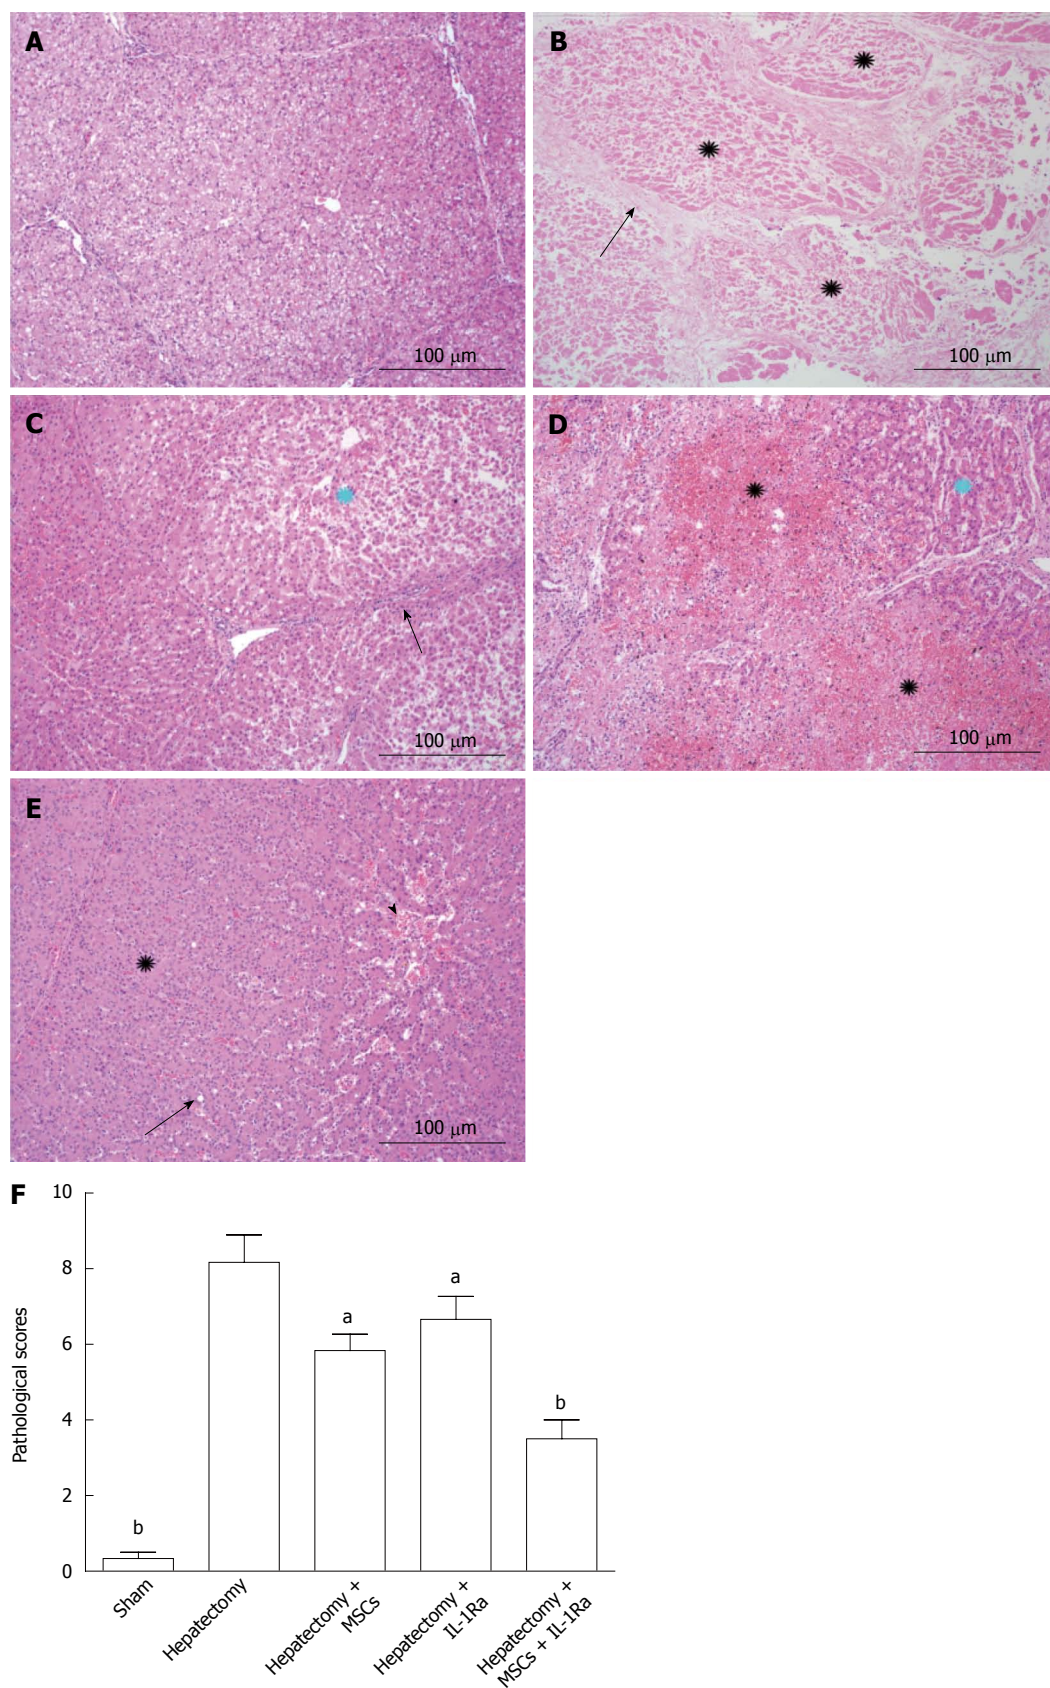 A
B
100 μm
100 μm
C
D
100 μm
100 μm
E
100 μm
F
10
8
6
4
2
0
Pathological scores
b
a
a
b
Sham
Hepatectomy
Hepatectomy +
MSCs
Hepatectomy +
IL-1Ra
Hepatectomy +
MSCs + IL-1Ra